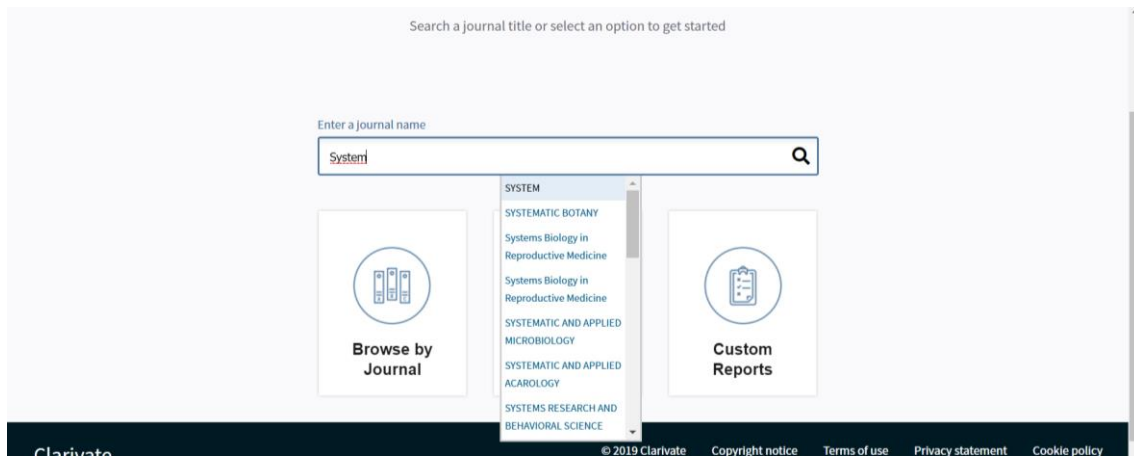 Search a journal title or select an option to get started
Enter a journal name
System
SYSTEM
SYSTEMATIC BOTANY
Systems Biology in
Reproductive Medicine
Systems Biology in
Reproductive Medicine
SYSTEMATIC AND APPLIED
MICROBIOLOGY
SYSTEMATIC AND APPLIED
ACAROLOGY
SYSTEMS RESEARCH AND
BEHAVIORAL SCIENCE
Browse by
Journal
Custom
Reports
Clarivate
© 2019 Clarivate Copyright notice Terms of use Privacy statement Cookie policy